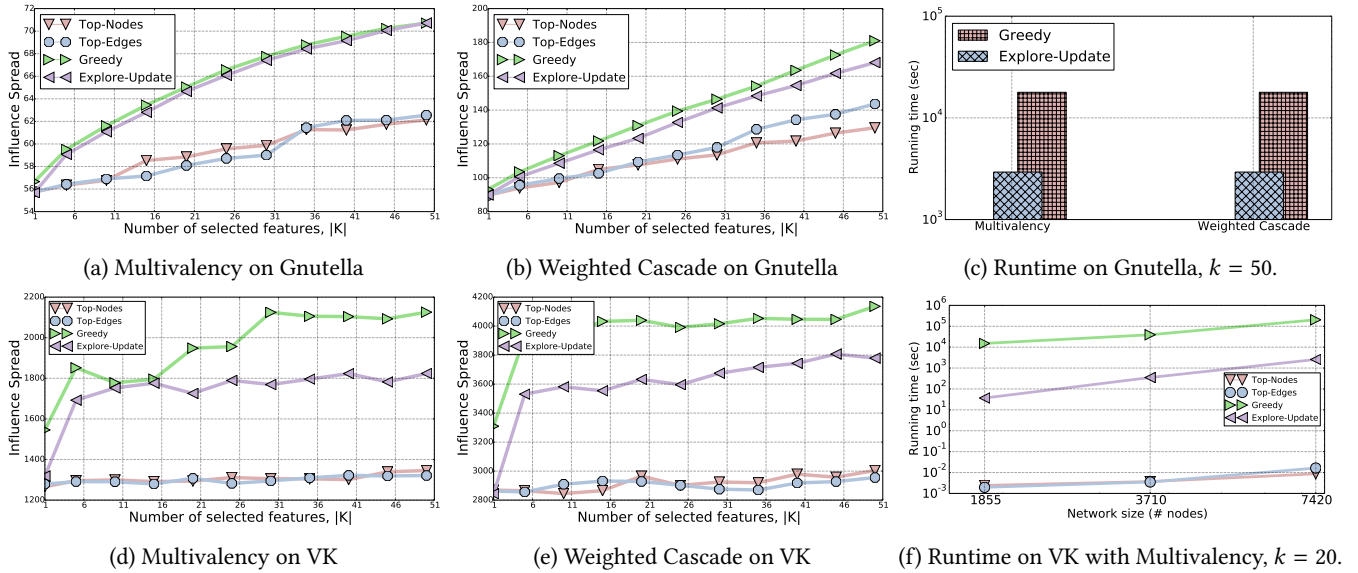 72
70
68
66
64
62
60
58
56
54
Influence Spread
Top-Nodes
Top-Edges
Greedy
Explore-Update
1 6 11 16 21 26 31 36 41 46 51
Number of selected features, |K|
(a) Multivalency on Gnutella
200
180
160
140
120
100
80
Influence Spread
Top-Nodes
Top-Edges
Greedy
Explore-Update
1 6 11 16 21 26 31 36 41 46 51
Number of selected features, |K|
(b) Weighted Cascade on Gnutella
10^5
10^4
10^3
Running time (sec)
Greedy
Explore-Update
Multivalency Weighted Cascade
(c) Runtime on Gnutella, k = 50.
2200
2000
1800
1600
1400
1200
Influence Spread
Top-Nodes
Top-Edges
Greedy
Explore-Update
1 6 11 16 21 26 31 36 41 46 51
Number of selected features, |K|
(d) Multivalency on VK
4200
4000
3800
3600
3400
3200
3000
2800
Influence Spread
Top-Nodes
Top-Edges
Greedy
Explore-Update
1 6 11 16 21 26 31 36 41 46 51
Number of selected features, |K|
(e) Weighted Cascade on VK
10^6
10^5
10^4
10^3
10^2
10^1
10^0
10^-1
10^-2
10^-3
Running time (sec)
Top-Nodes
Top-Edges
Greedy
Explore-Update
1855 3710 7420
Network size (# nodes)
(f) Runtime on VK with Multivalency, k = 20.